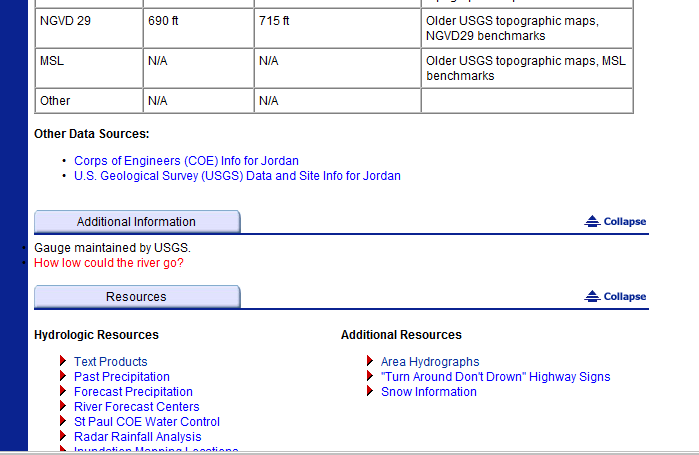 NGVD 29 690 ft 715 ft Older USGS topographic maps,
NGVD29 benchmarks
MSL N/A N/A Older USGS topographic maps, MSL
benchmarks
Other N/A N/A
Other Data Sources:
• Corps of Engineers (COE) Info for Jordan
• U.S. Geological Survey (USGS) Data and Site Info for Jordan
Additional Information Collapse
• Gauge maintained by USGS.
• How low could the river go?
Resources Collapse
Hydrologic Resources
Text Products
Past Precipitation
Forecast Precipitation
River Forecast Centers
St Paul COE Water Control
Radar Rainfall Analysis
Inundation Mapping Locations
Additional Resources
Area Hydrographs
"Turn Around Don't Drown" Highway Signs
Snow Information